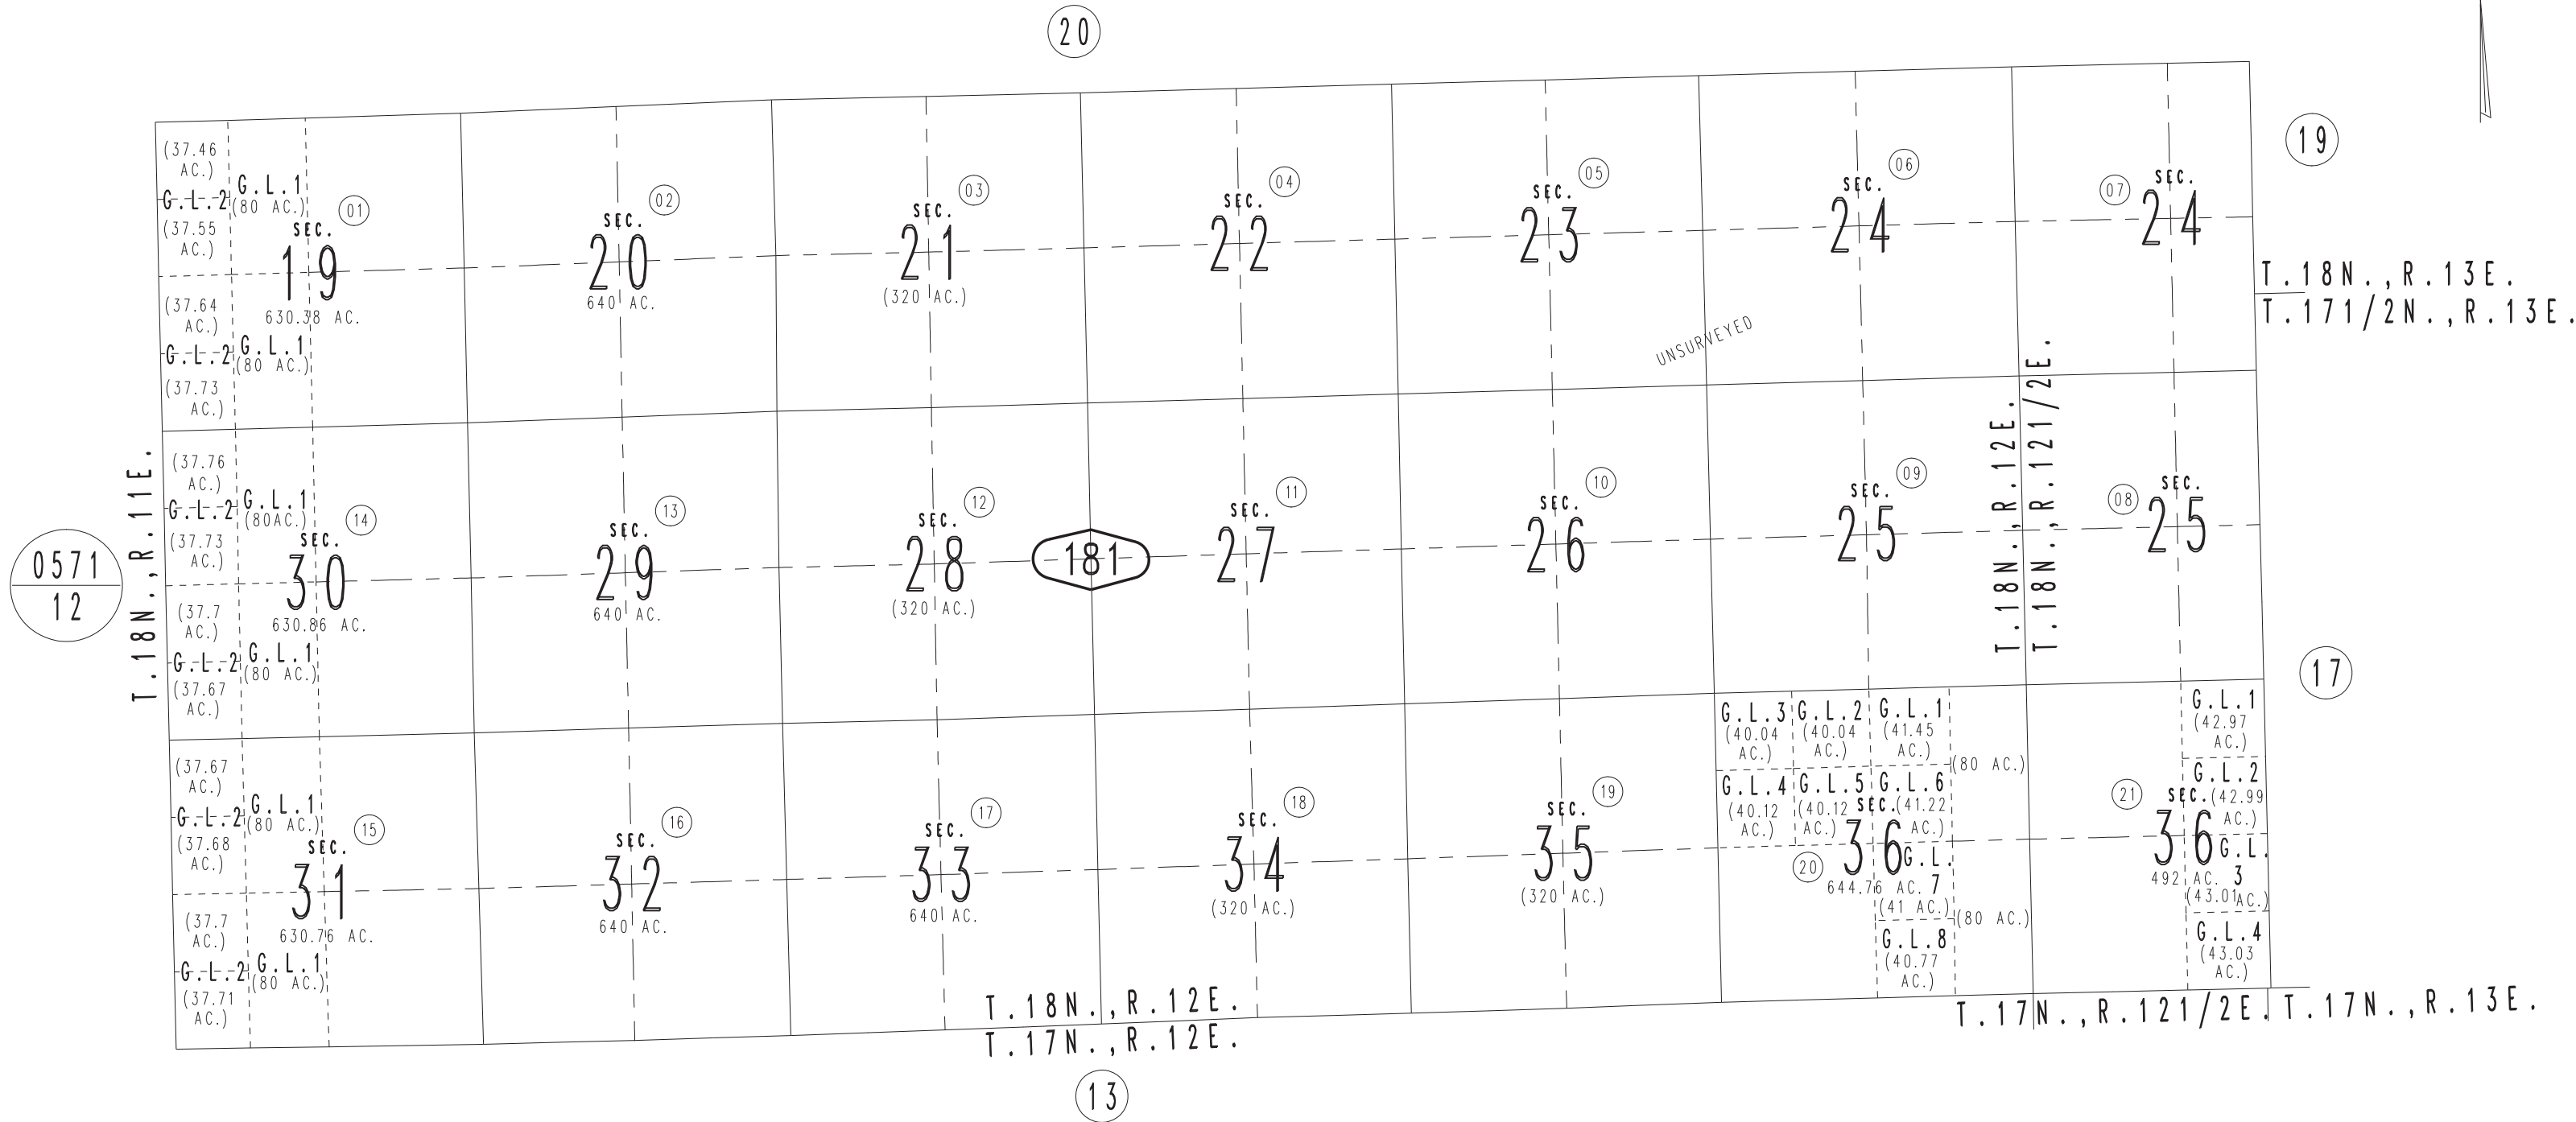 20
19
(37.46
AC.)
G.L.2
(37.55
AC.)
G.L.1
(80 AC.)
01
SEC.
19
630.38 AC.
(37.64
AC.)
G.L.2
(37.73
AC.)
G.L.1
(80 AC.)
02
SEC.
20
640 AC.
03
SEC.
21
(320 AC.)
04
SEC.
22
05
SEC.
23
06
SEC.
24
07
SEC.
24
UNSURVEYED
T.18N.,R.13E.
T.171/2N.,R.13E.
T.18N.,R.12E.
T.18N.,R.121/2E.
T.18N.,R.11E.
0571
12
(37.76
AC.)
G.L.2
(37.73
AC.)
G.L.1
(80AC.)
14
SEC.
30
630.86 AC.
(37.7
AC.)
G.L.2
(37.67
AC.)
G.L.1
(80 AC.)
13
SEC.
29
640 AC.
12
SEC.
28
(320 AC.)
181
11
SEC.
27
10
SEC.
26
09
SEC.
25
08
SEC.
25
17
(37.67
AC.)
G.L.2
(37.68
AC.)
G.L.1
(80 AC.)
15
SEC.
31
630.76 AC.
(37.7
AC.)
G.L.2
(37.71
AC.)
G.L.1
(80 AC.)
16
SEC.
32
640 AC.
17
SEC.
33
640 AC.
18
SEC.
34
(320 AC.)
19
SEC.
35
(320 AC.)
G.L.3
(40.04
AC.)
G.L.2
(40.04
AC.)
G.L.1
(41.45
AC.)
(80 AC.)
G.L.4
(40.12
AC.)
G.L.5
(40.12
AC.)
G.L.6
(41.22
AC.)
SEC.
36
20
644.76 AC.
G.L.
7
(41 AC.)
(80 AC.)
G.L.8
(40.77
AC.)
21
SEC.
36
492 AC.
G.L.1
(42.97
AC.)
G.L.2
(42.99
AC.)
G.L.
3
(43.01AC.)
G.L.4
(43.03
AC.)
T.18N.,R.12E.
T.17N.,R.12E.
T.17N.,R.121/2E.
T.17N.,R.13E.
13